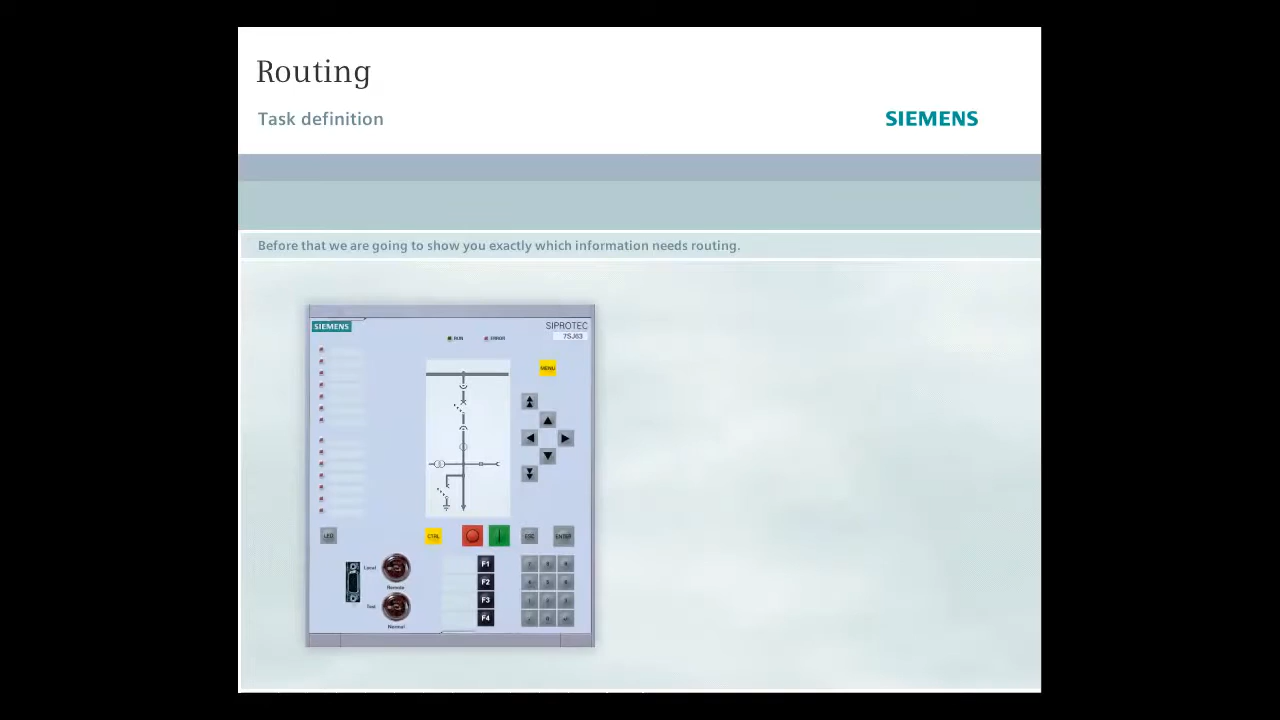 Routing
Task definition
SIEMENS
Before that we are going to show you exactly which information needs routing.
SIEMENS
SIPROTEC
7SJ63
RUN
ERROR
MENU
LED
CTRL
ESC
ENTER
Local
Remote
Test
Normal
F1
F2
F3
F4